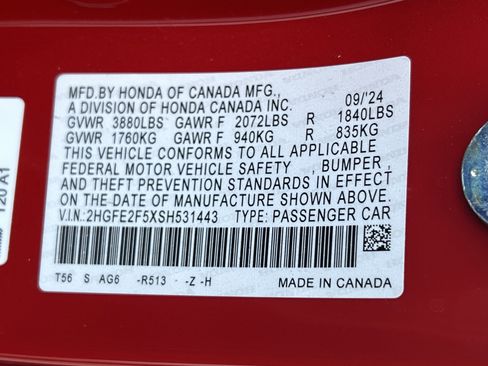 MFD.BY HONDA OF CANADA MFG.,
A DIVISION OF HONDA CANADA INC. 09/'24
GVWR 3880LBS GAWR F 2072LBS R 1840LBS
GVWR 1760KG GAWR F 940KG R 835KG
THIS VEHICLE CONFORMS TO ALL APPLICABLE
FEDERAL MOTOR VEHICLE SAFETY , BUMPER ,
AND THEFT PREVENTION STANDARDS IN EFFECT
ON THE DATE OF MANUFACTURE SHOWN ABOVE.
V.I.N.: 2HGFE2F5XSH531443 TYPE: PASSENGER CAR
T56 S AG6 -R513 - -Z -H MADE IN CANADA
120 A1